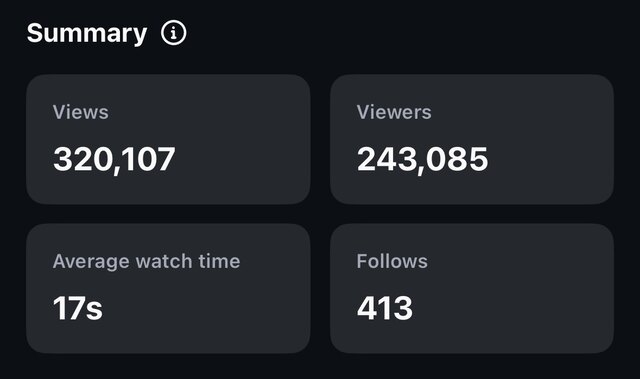 Summary
Views
320,107
Viewers
243,085
Average watch time
17s
Follows
413